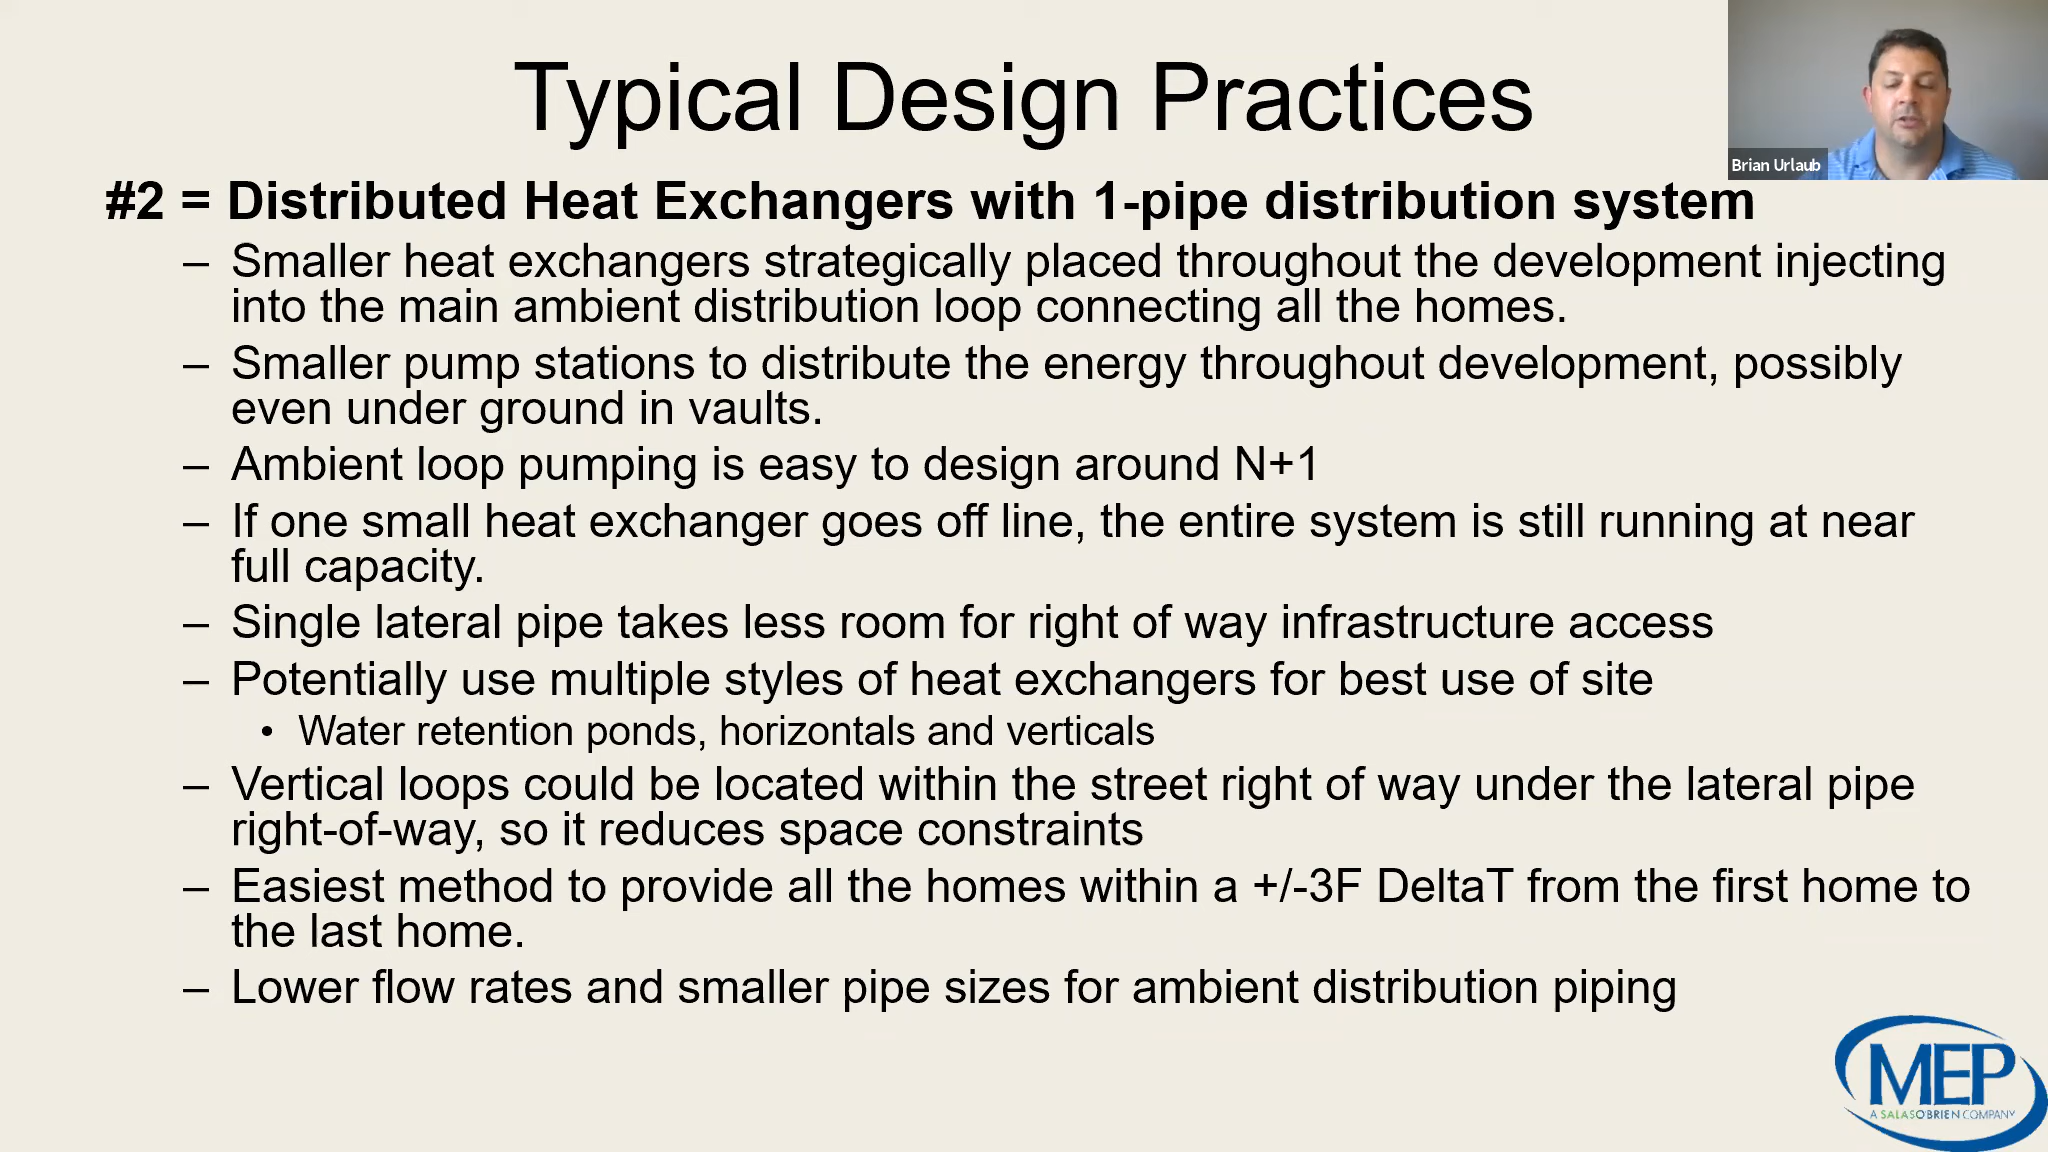 Typical Design Practices
Brian Urlaub
#2 = Distributed Heat Exchangers with 1-pipe distribution system
– Smaller heat exchangers strategically placed throughout the development injecting
into the main ambient distribution loop connecting all the homes.
– Smaller pump stations to distribute the energy throughout development, possibly
even under ground in vaults.
– Ambient loop pumping is easy to design around N+1
– If one small heat exchanger goes off line, the entire system is still running at near
full capacity.
– Single lateral pipe takes less room for right of way infrastructure access
– Potentially use multiple styles of heat exchangers for best use of site
• Water retention ponds, horizontals and verticals
– Vertical loops could be located within the street right of way under the lateral pipe
right-of-way, so it reduces space constraints
– Easiest method to provide all the homes within a +/-3F DeltaT from the first home to
the last home.
– Lower flow rates and smaller pipe sizes for ambient distribution piping
MEP
A SALASOBRIEN COMPANY